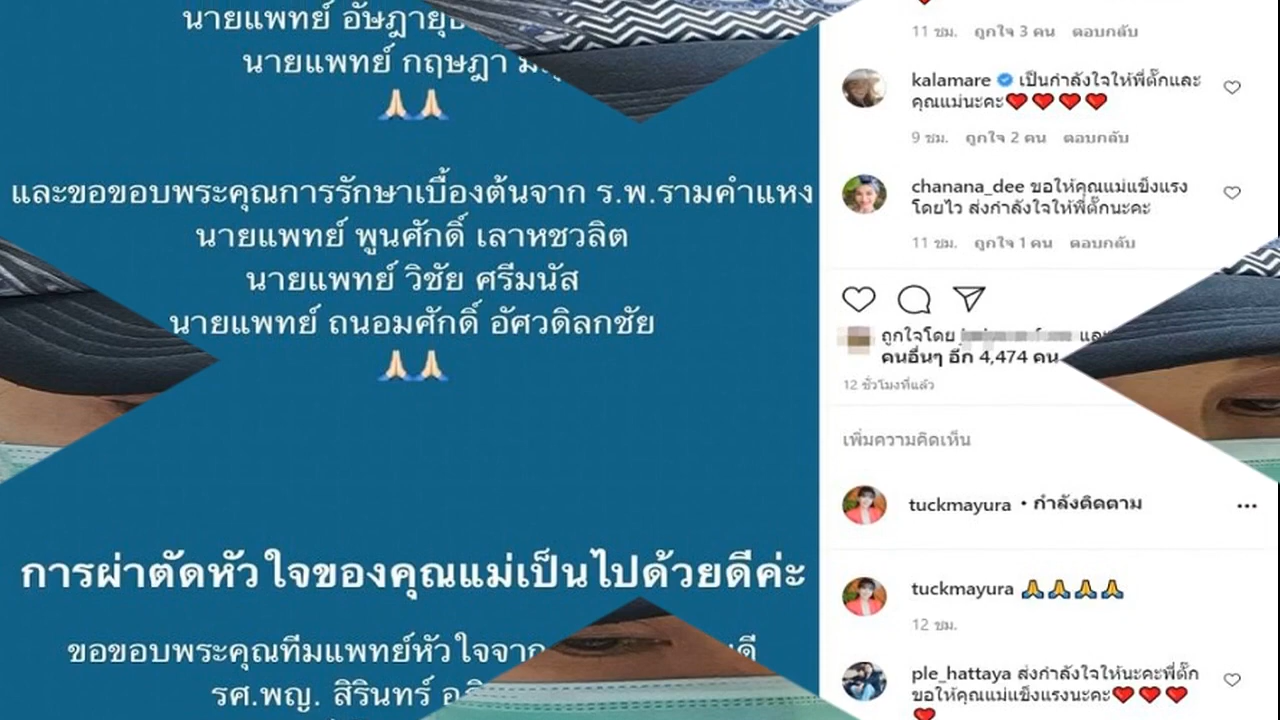 นายแพทย์
นายแพทย์ กฤษฎา
🙏🏻🙏🏻
และขอขอบพระคุณการรักษาเบื้องต้นจาก ร.พ.รามคำแหง
นายแพทย์ พูนศักดิ์ เลาหชวลิต
นายแพทย์ วิชัย ศรีมนัส
นายแพทย์ ถนอมศักดิ์ อัศวดิลกชัย
🙏🏻🙏🏻
การผ่าตัดหัวใจของคุณแม่เป็นไปด้วยดีค่ะ
ขอขอบพระคุณทีมแพทย์หัวใจจาก
รศ.พญ. สิรินทร์
11 ชม. ถูกใจ 3 คน ตอบกลับ
kalamare เป็นกำลังใจให้พี่ตั๊กและ
คุณแม่นะคะ❤️❤️❤️❤️
9 ชม. ถูกใจ 2 คน ตอบกลับ
chanana_dee ขอให้คุณแม่แข็งแรง
โดยไว ส่งกำลังใจให้พี่ตั๊กนะคะ
11 ชม. ถูกใจ 1 คน ตอบกลับ
ถูกใจโดย และ
คนอื่นๆ อีก 4,474 คน
12 ชั่วโมงที่แล้ว
เพิ่มความคิดเห็น
tuckmayura • กำลังติดตาม
tuckmayura 🙏🙏🙏🙏
12 ชม.
ple_hattaya ส่งกำลังใจให้นะคะพี่ตั๊ก
ขอให้คุณแม่แข็งแรงนะคะ❤️❤️❤️
❤️